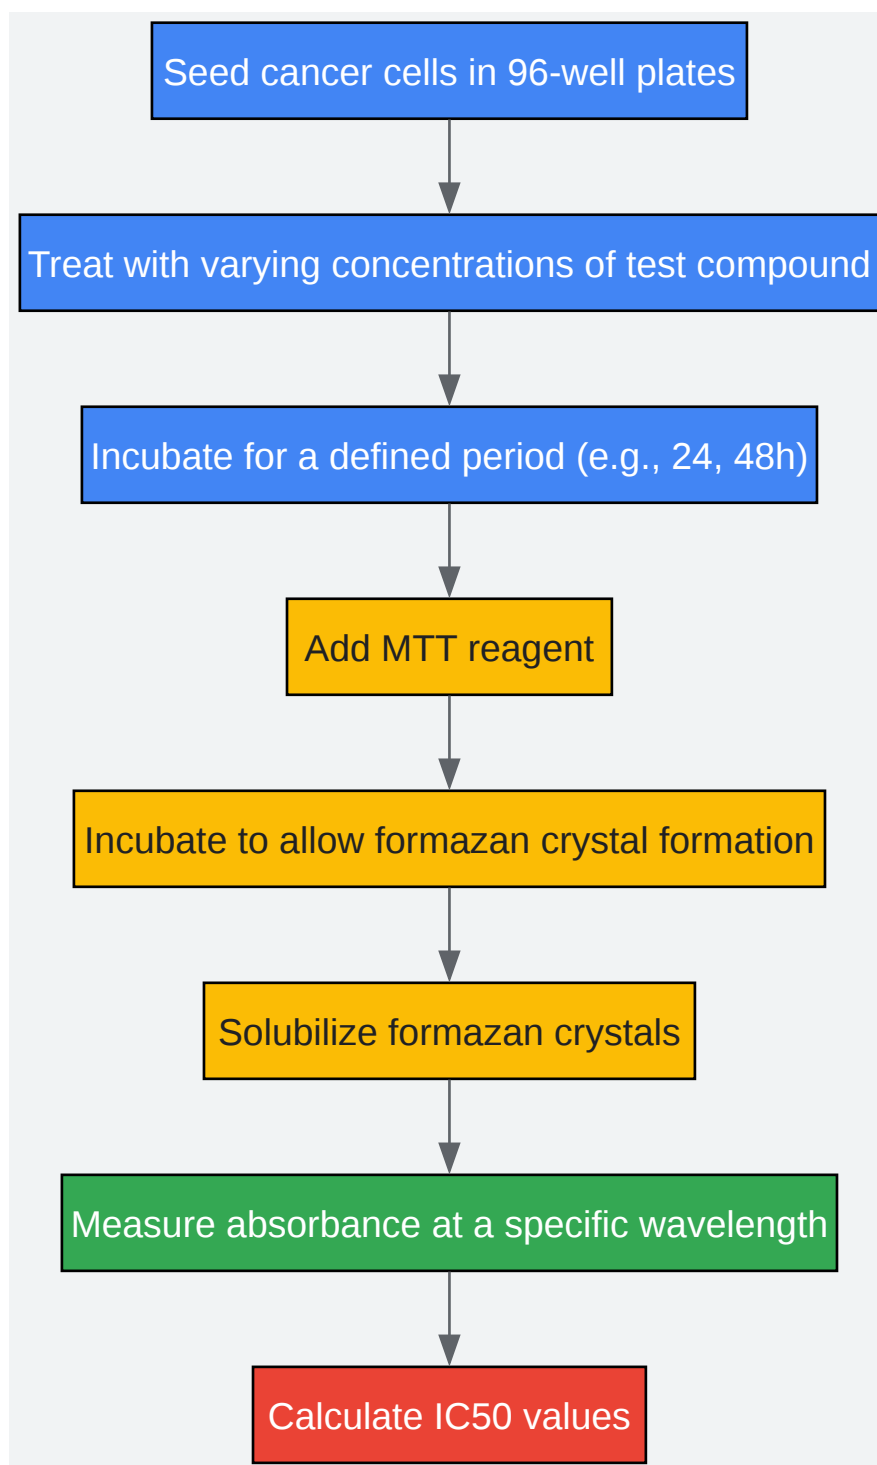 Seed cancer cells in 96-well plates
Treat with varying concentrations of test compound
Incubate for a defined period (e.g., 24, 48h)
Add MTT reagent
Incubate to allow formazan crystal formation
Solubilize formazan crystals
Measure absorbance at a specific wavelength
Calculate IC50 values